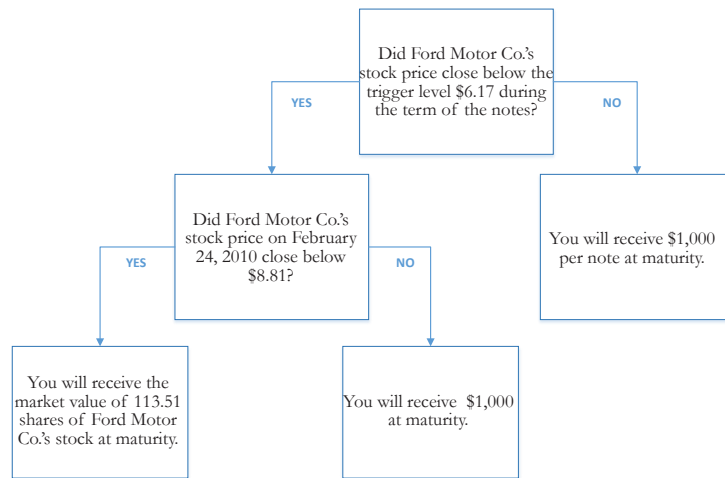 Did Ford Motor Co.'s
stock price close below the
trigger level $6.17 during
the term of the notes?
YES
NO
Did Ford Motor Co.'s
stock price on February
24, 2010 close below
$8.81?
You will receive $1,000
per note at maturity.
YES
NO
You will receive the
market value of 113.51
shares of Ford Motor
Co.'s stock at maturity.
You will receive $1,000
at maturity.